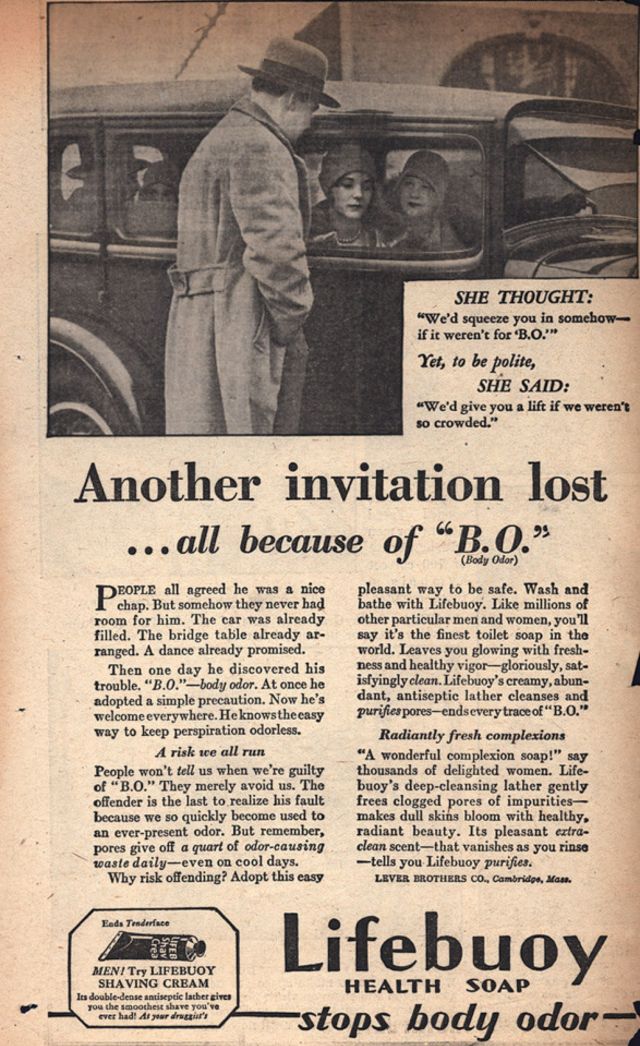 SHE THOUGHT:
"We'd squeeze you in somehow—
if it weren't for 'B.O.'"
Yet, to be polite,
SHE SAID:
"We'd give you a lift if we weren't
so crowded."
Another invitation lost
...all because of "B.O."
(Body Odor)
PEOPLE all agreed he was a nice
chap. But somehow they never had
room for him. The car was already
filled. The bridge table already ar-
ranged. A dance already promised.
Then one day he discovered his
trouble. "B.O."—body odor. At once he
adopted a simple precaution. Now he's
welcome everywhere. He knows the easy
way to keep perspiration odorless.
A risk we all run
People won't tell us when we're guilty
of "B.O." They merely avoid us. The
offender is the last to realize his fault
because we so quickly become used to
an ever-present odor. But remember,
pores give off a quart of odor-causing
waste daily—even on cool days.
Why risk offending? Adopt this easy
pleasant way to be safe. Wash and
bathe with Lifebuoy. Like millions of
other particular men and women, you'll
say it's the finest toilet soap in the
world. Leaves you glowing with fresh-
ness and healthy vigor—gloriously, sat-
isfyingly clean. Lifebuoy's creamy, abun-
dant, antiseptic lather cleanses and
purifies pores—ends every trace of "B.O."
Radiantly fresh complexions
"A wonderful complexion soap!" say
thousands of delighted women. Life-
buoy's deep-cleansing lather gently
frees clogged pores of impurities—
makes dull skins bloom with healthy,
radiant beauty. Its pleasant extra-
clean scent—that vanishes as you rinse
—tells you Lifebuoy purifies.
LEVER BROTHERS CO., Cambridge, Mass.
Ends Tenderface
LIFEB
Shav
Crea
MEN! Try LIFEBUOY
SHAVING CREAM
Its double-dense antiseptic lather gives
you the smoothest shave you've
ever had! At your druggist's
Lifebuoy
HEALTH SOAP
stops body odor—